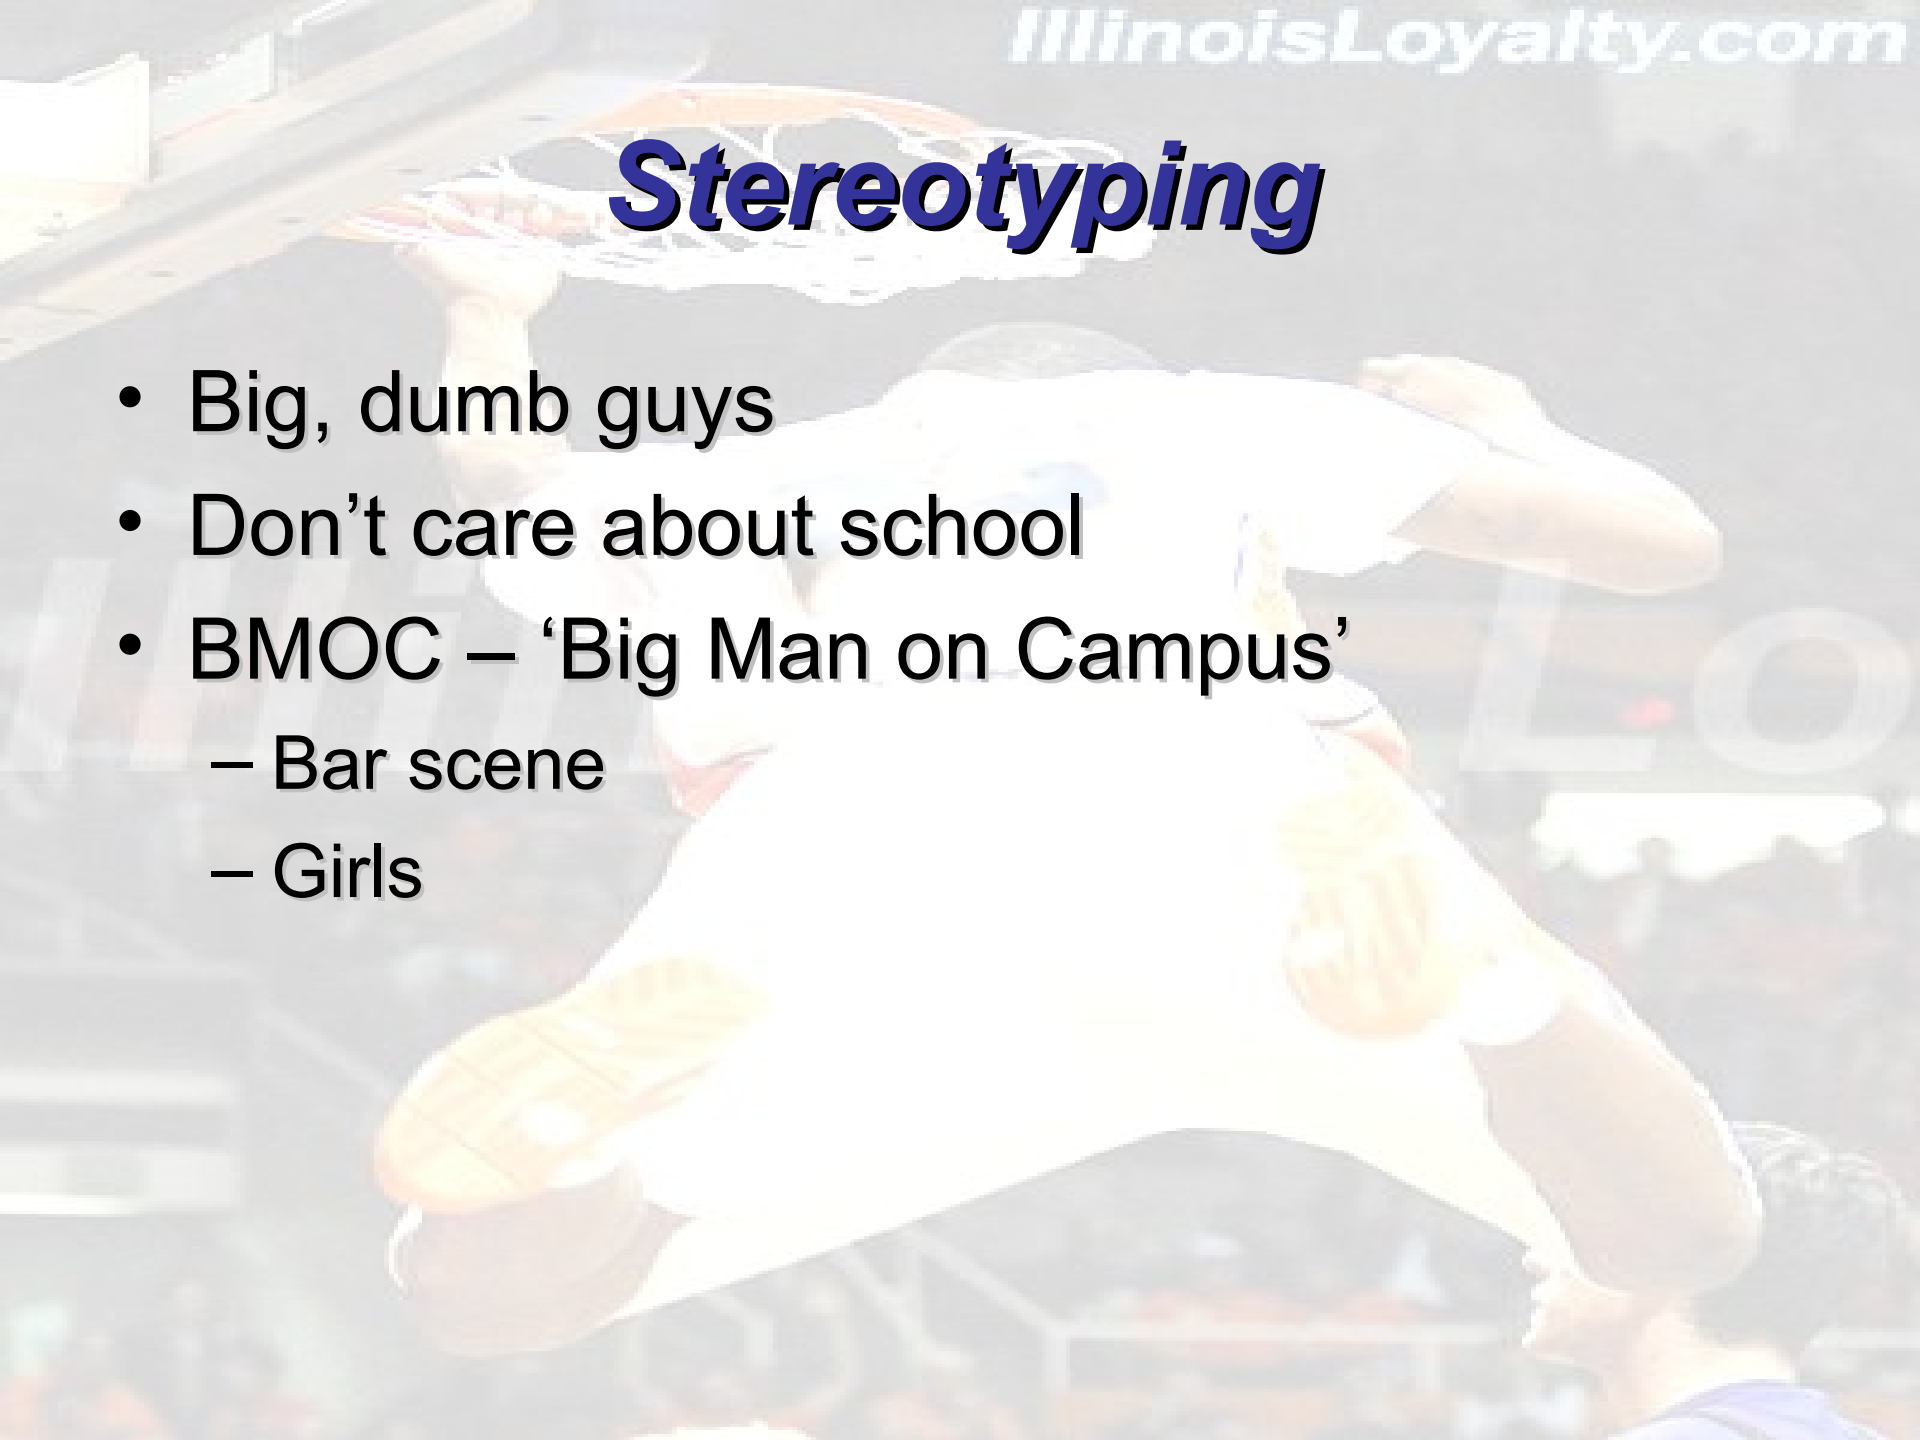 IllinoisLoyalty.com
Stereotyping
• Big, dumb guys
• Don’t care about school
• BMOC – ‘Big Man on Campus’
– Bar scene
– Girls